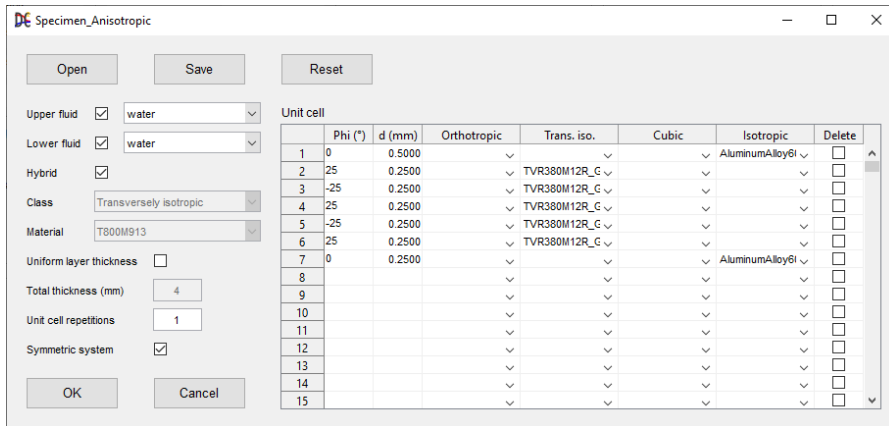 Specimen_Anisotropic
Open Save Reset
Upper fluid water
Lower fluid water
Hybrid
Class Transversely isotropic
Material T800M913
Uniform layer thickness
Total thickness (mm) 4
Unit cell repetitions 1
Symmetric system
OK Cancel
Unit cell
Phi (°) d (mm) Orthotropic Trans. iso. Cubic Isotropic Delete
1 0 0.5000 AluminumAlloy6
2 25 0.2500 TVR380M12R_G
3 -25 0.2500 TVR380M12R_G
4 25 0.2500 TVR380M12R_G
5 -25 0.2500 TVR380M12R_G
6 25 0.2500 TVR380M12R_G
7 0 0.2500 AluminumAlloy6
8
9
10
11
12
13
14
15